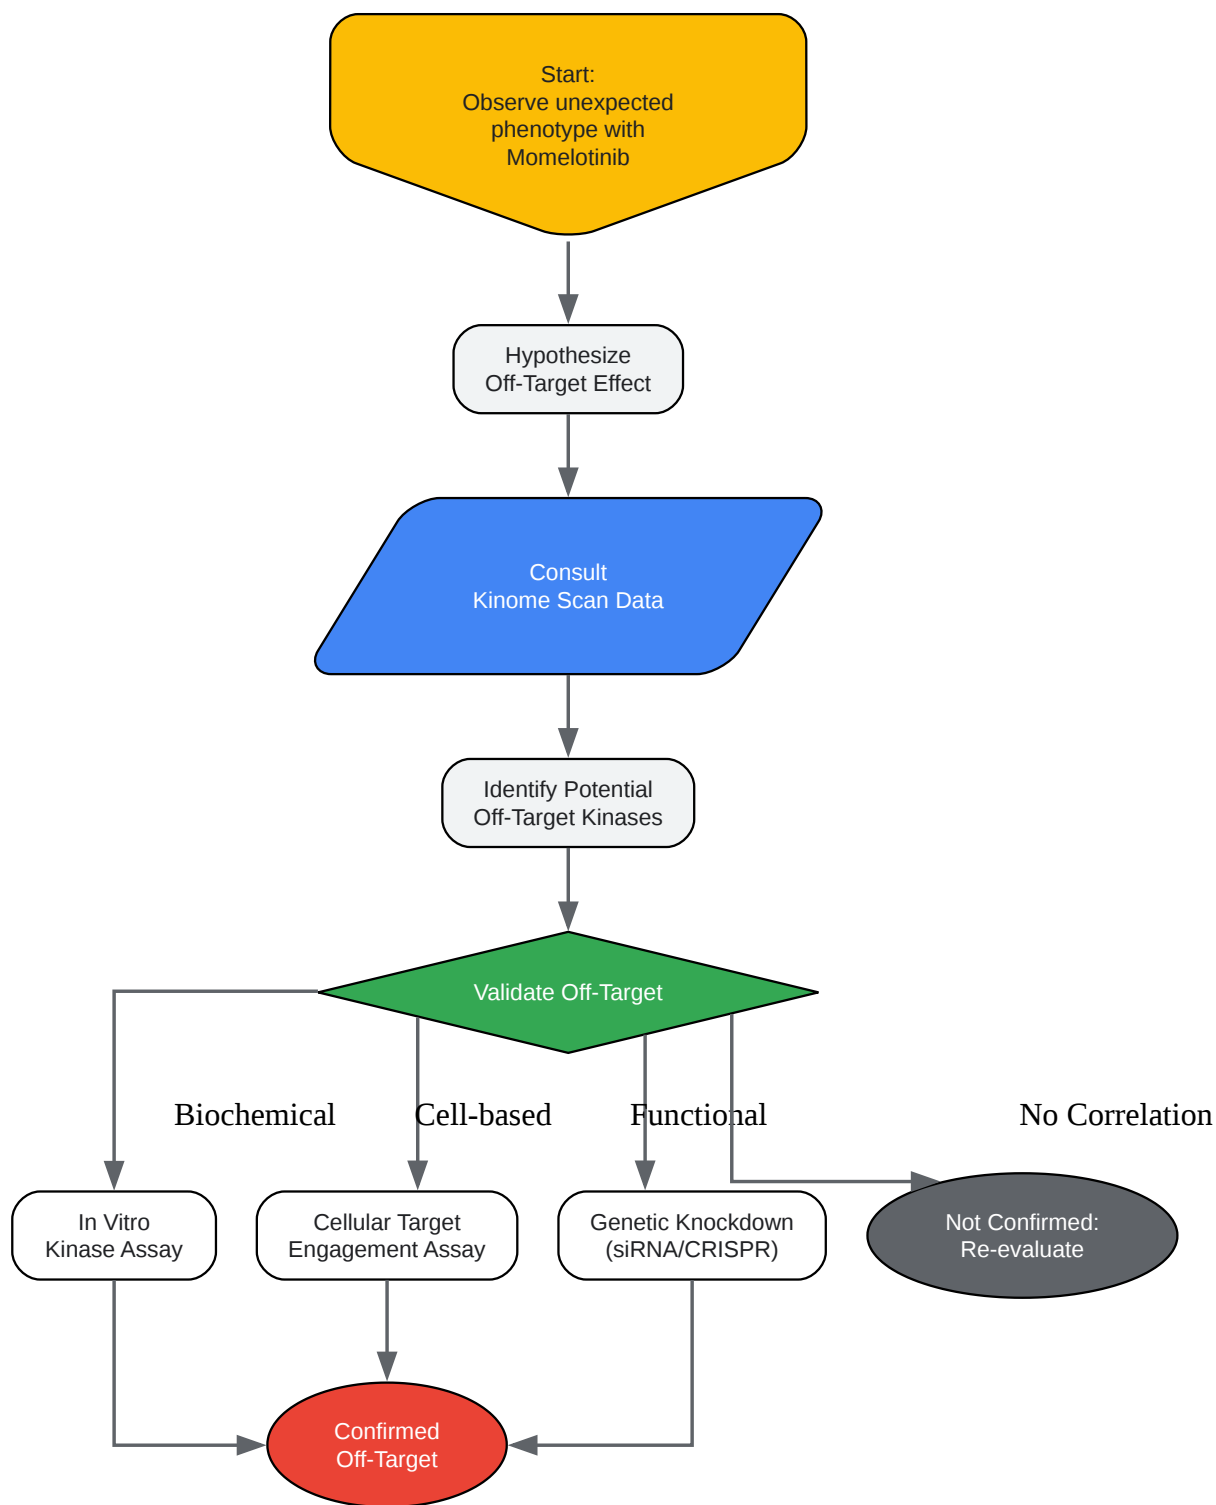 Start:
Observe unexpected
phenotype with
Momelotinib
Hypothesize
Off-Target Effect
Consult
Kinome Scan Data
Identify Potential
Off-Target Kinases
Validate Off-Target
Biochemical
Cell-based
Functional
No Correlation
In Vitro
Kinase Assay
Cellular Target
Engagement Assay
Genetic Knockdown
(siRNA/CRISPR)
Not Confirmed:
Re-evaluate
Confirmed
Off-Target